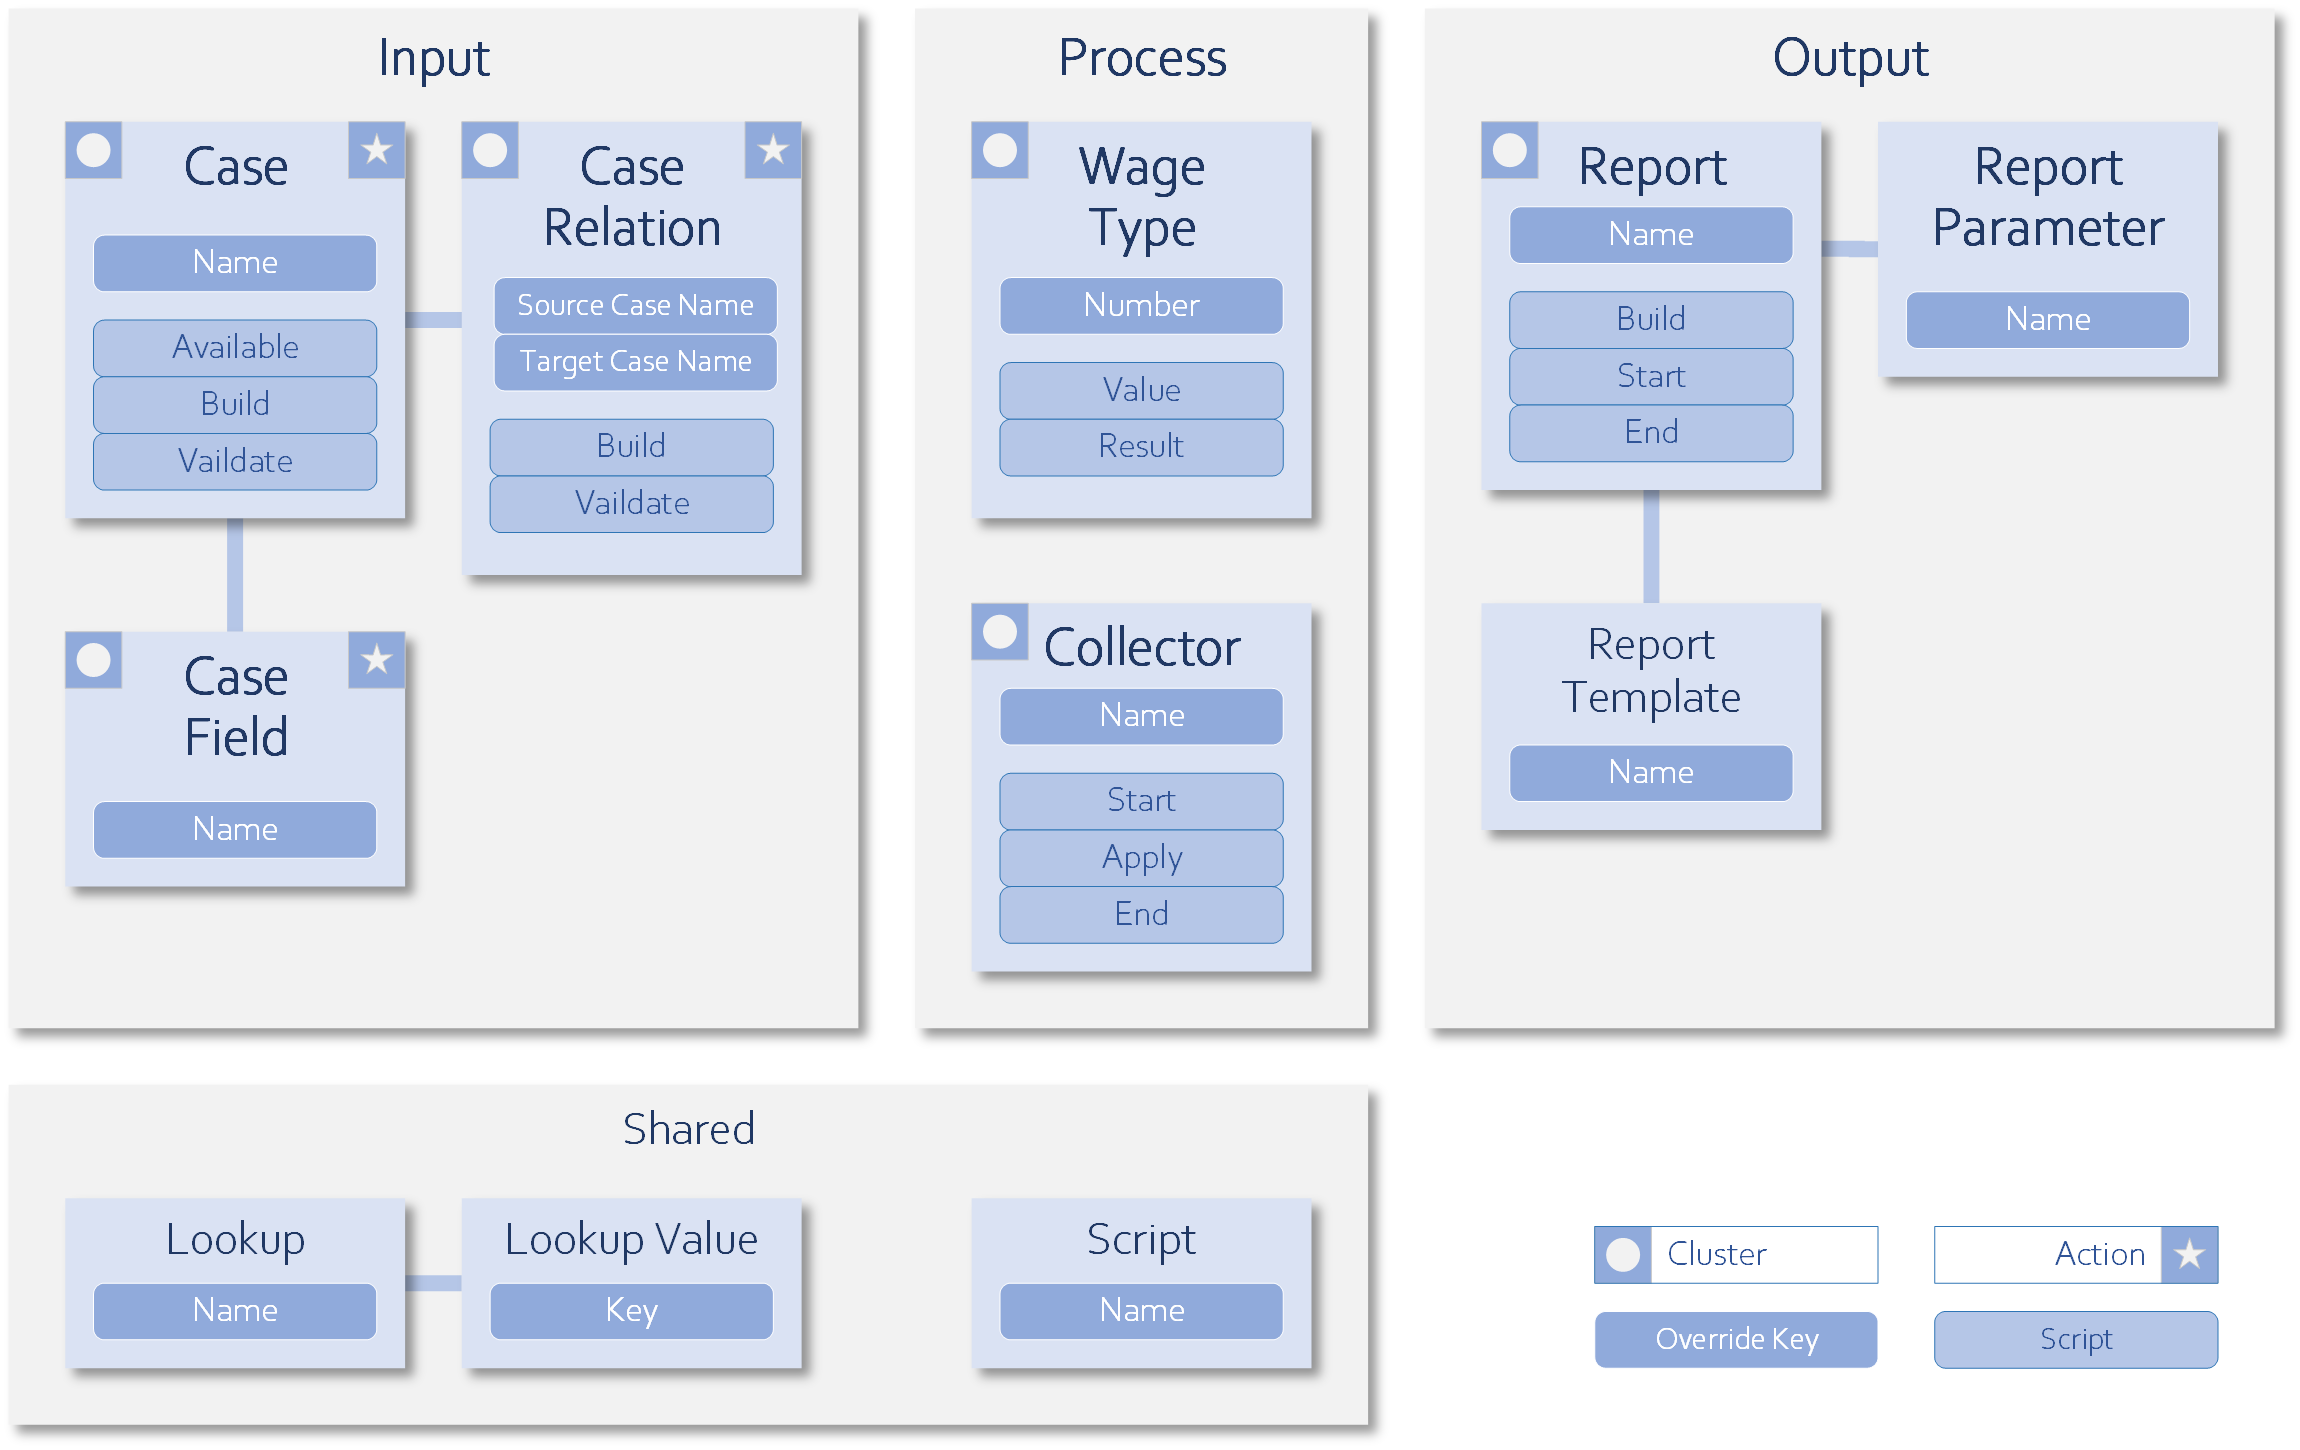 Input
Case
Name
Available
Build
Vaildate
Case
Relation
Source Case Name
Target Case Name
Build
Vaildate
Case
Field
Name
Process
Wage
Type
Number
Value
Result
Collector
Name
Start
Apply
End
Output
Report
Name
Build
Start
End
Report
Parameter
Name
Report
Template
Name
Shared
Lookup
Name
Lookup Value
Key
Script
Name
Cluster
Action
Override Key
Script